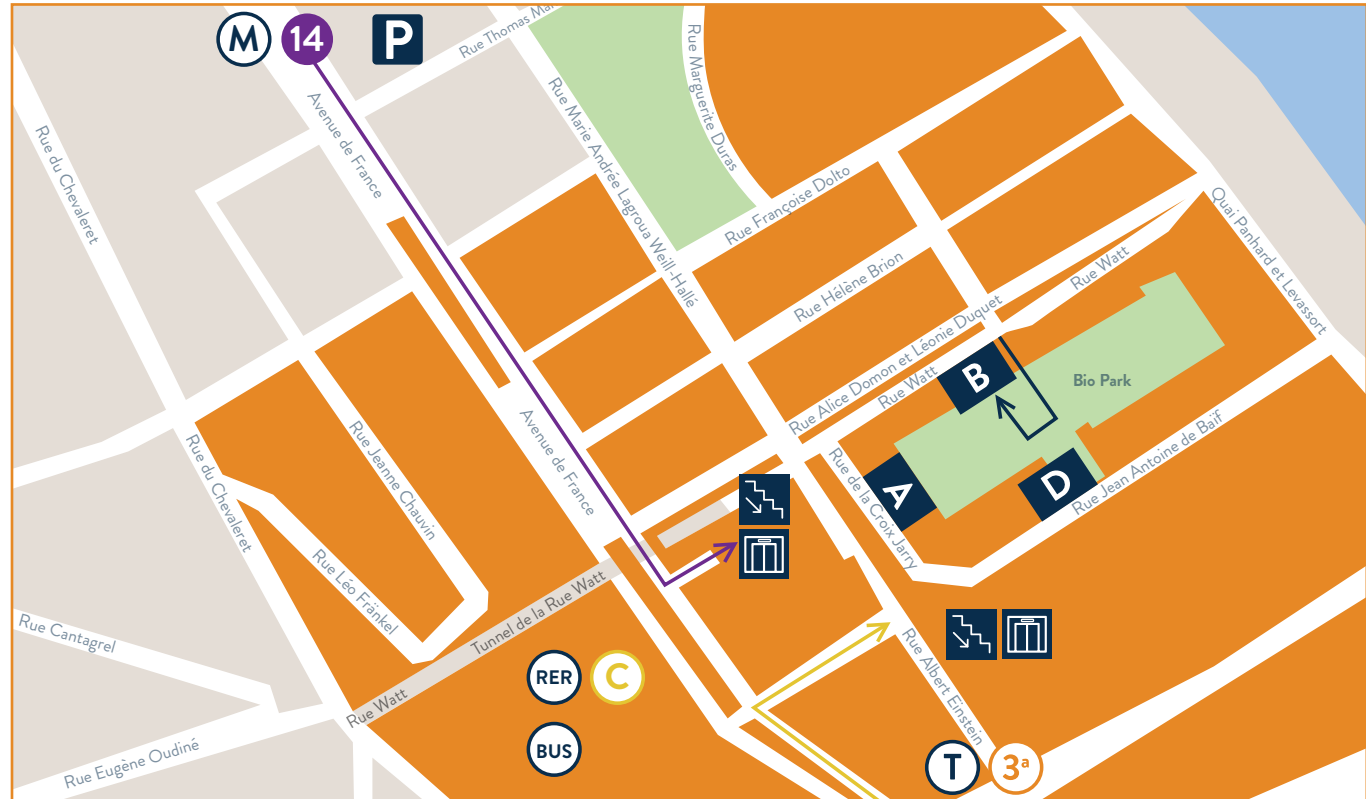 M 14 P
Rue Thomas Ma
Rue Marguerite Duras
Avenue de France
Rue Marie Andrée Lagroua Weill-Hallé
Rue du Chevaleret
Rue Françoise Dolto
Quai Panhard et Levassort
Rue Hélène Brion
Rue Watt
Rue Alice Domon et Léonie Duquet
Rue Watt
B
Bio Park
Avenue de France
Rue Jeanne Chauvin
Rue du Chevaleret
Rue de la Croix Jarry
A
D
Rue Jean Antoine de Baïf
Rue Léo Fränkel
Tunnel de la Rue Watt
Rue Cantagrel
Rue Albert Einstein
RER C
Rue Watt
BUS
Rue Eugène Oudiné
T 3ª